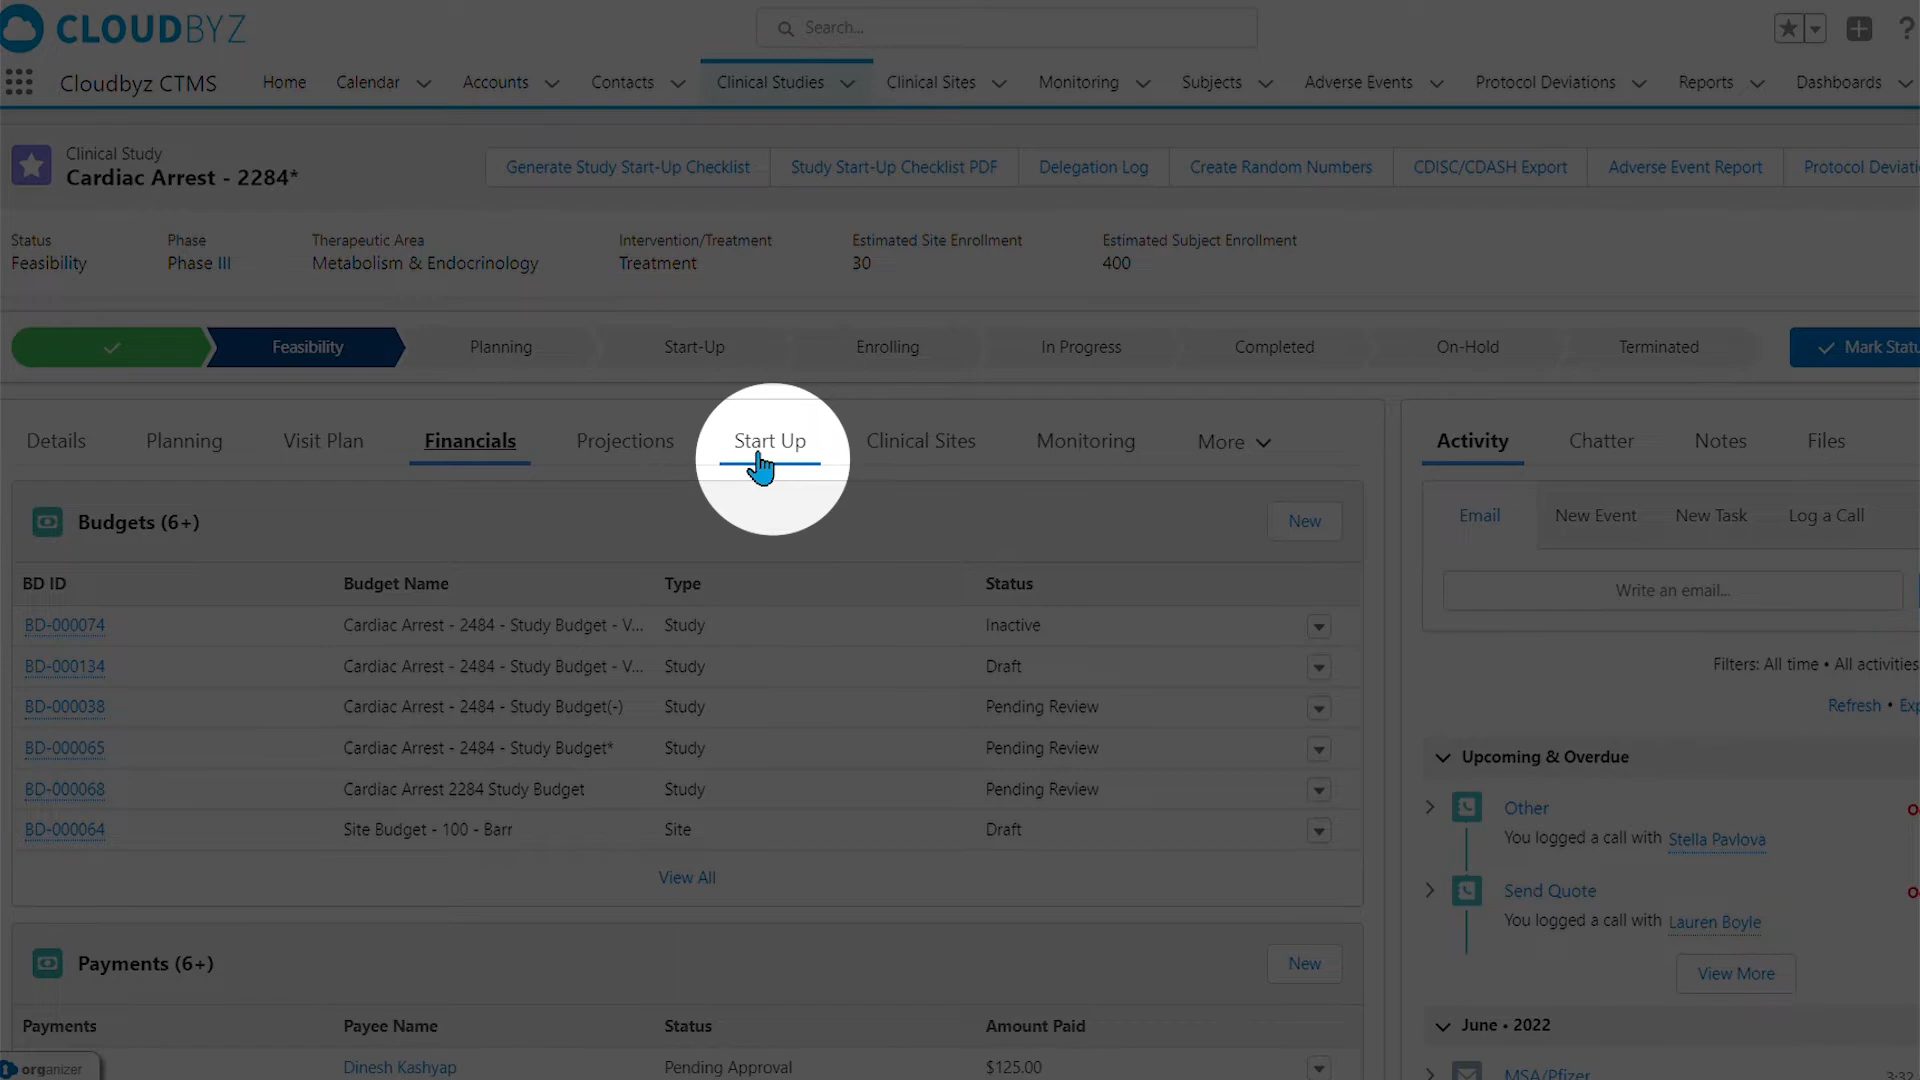 CLOUDBYZ
Search...
Cloudbyz CTMS
Home
Calendar
Accounts
Contacts
Clinical Studies
Clinical Sites
Monitoring
Subjects
Adverse Events
Protocol Deviations
Reports
Dashboards
Clinical Study
Cardiac Arrest - 2284*
Generate Study Start-Up Checklist
Study Start-Up Checklist PDF
Delegation Log
Create Random Numbers
CDISC/CDASH Export
Adverse Event Report
Protocol Deviati
Status
Feasibility
Phase
Phase III
Therapeutic Area
Metabolism & Endocrinology
Intervention/Treatment
Treatment
Estimated Site Enrollment
30
Estimated Subject Enrollment
400
Feasibility
Planning
Start-Up
Enrolling
In Progress
Completed
On-Hold
Terminated
Mark Statu
Details
Planning
Visit Plan
Financials
Projections
Start Up
Clinical Sites
Monitoring
More
Budgets (6+)
New
BD ID Budget Name Type Status
BD-000074 Cardiac Arrest - 2484 - Study Budget - V... Study Inactive
BD-000134 Cardiac Arrest - 2484 - Study Budget - V... Study Draft
BD-000038 Cardiac Arrest - 2484 - Study Budget(-) Study Pending Review
BD-000065 Cardiac Arrest - 2484 - Study Budget* Study Pending Review
BD-000068 Cardiac Arrest 2284 Study Budget Study Pending Review
BD-000064 Site Budget - 100 - Barr Site Draft
View All
Payments (6+)
New
Payments Payee Name Status Amount Paid
Dinesh Kashyap Pending Approval $125.00
organizer
Activity
Chatter
Notes
Files
Email
New Event
New Task
Log a Call
Write an email...
Filters: All time • All activities
Refresh • Exp
Upcoming & Overdue
Other
You logged a call with Stella Pavlova
Send Quote
You logged a call with Lauren Boyle
View More
June • 2022
MSA/Pfizer
3:32